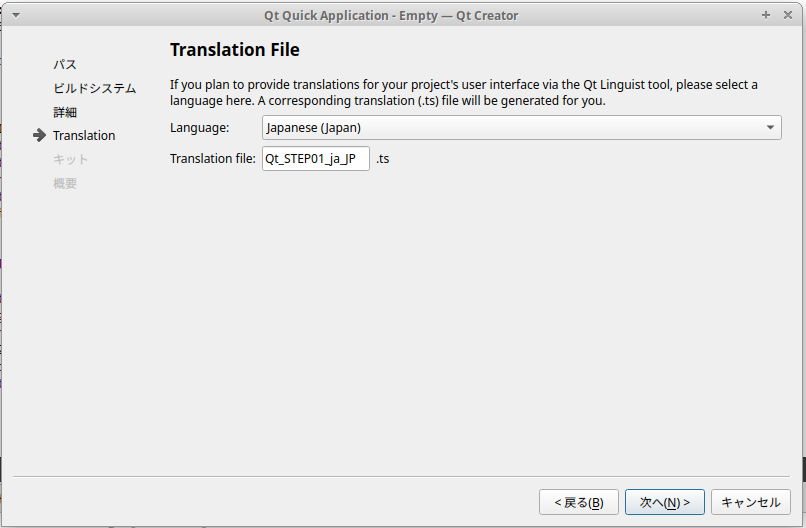 Qt Quick Application - Empty — Qt Creator
パス
ビルドシステム
詳細
Translation
キット
概要
Translation File
If you plan to provide translations for your project's user interface via the Qt Linguist tool, please select a
language here. A corresponding translation (.ts) file will be generated for you.
Language: Japanese (Japan)
Translation file: Qt_STEP01_ja_JP .ts
< 戻る(B) 次へ(N) > キャンセル